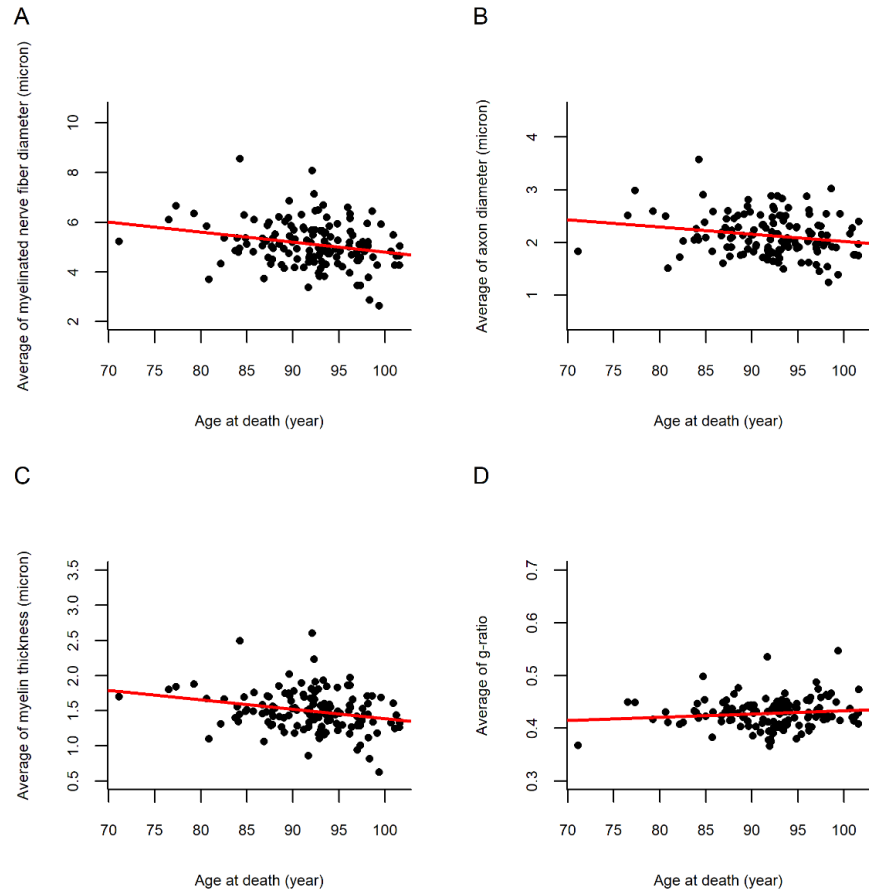 A
Average of myelinated nerve fiber diameter (micron)
10
8
6
4
2
70 75 80 85 90 95 100
Age at death (year)
B
Average of axon diameter (micron)
4
3
2
1
70 75 80 85 90 95 100
Age at death (year)
C
Average of myelin thickness (micron)
3.5
3.0
2.5
2.0
1.5
1.0
0.5
70 75 80 85 90 95 100
Age at death (year)
D
Average of g-ratio
0.7
0.6
0.5
0.4
0.3
70 75 80 85 90 95 100
Age at death (year)